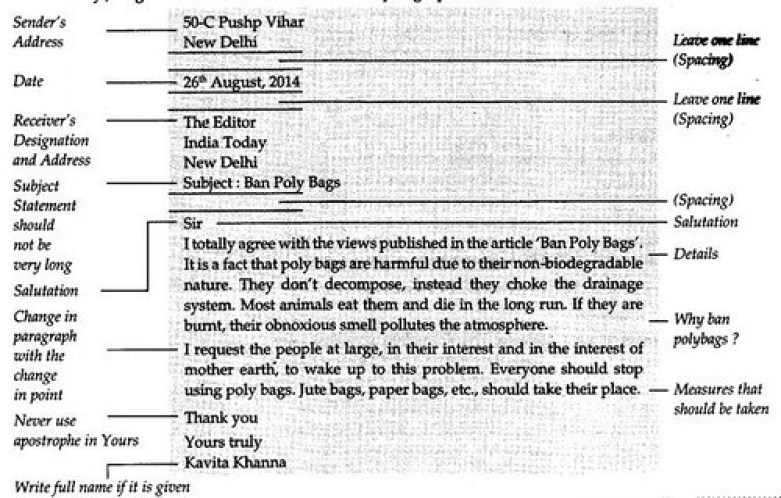 Sender's
Address
50-C Pushp Vihar
New Delhi
Leave one line
(Spacing)
Date
26th August, 2014
Leave one line
(Spacing)
Receiver's
Designation
and Address
The Editor
India Today
New Delhi
Subject
Statement
should
not be
very long
Subject : Ban Poly Bags
(Spacing)
Salutation
Sir
Salutation
I totally agree with the views published in the article 'Ban Poly Bags'.
It is a fact that poly bags are harmful due to their non-biodegradable
nature. They don't decompose, instead they choke the drainage
system. Most animals eat them and die in the long run. If they are
burnt, their obnoxious smell pollutes the atmosphere.
Details
Why ban
polybags ?
Change in
paragraph
with the
change
in point
I request the people at large, in their interest and in the interest of
mother earth, to wake up to this problem. Everyone should stop
using poly bags. Jute bags, paper bags, etc., should take their place.
Measures that
should be taken
Never use
apostrophe in Yours
Thank you
Yours truly
Kavita Khanna
Write full name if it is given